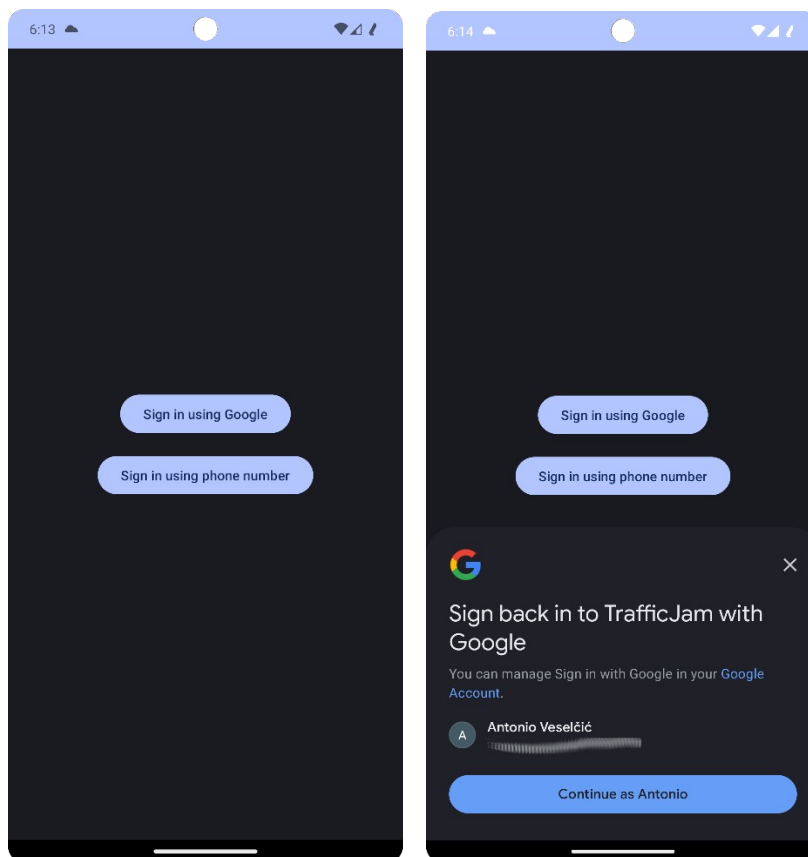 6:13
Sign in using Google
Sign in using phone number
6:14
Sign in using Google
Sign in using phone number
Sign back in to TrafficJam with
Google
You can manage Sign in with Google in your Google
Account.
A
Antonio Veselčić
Continue as Antonio